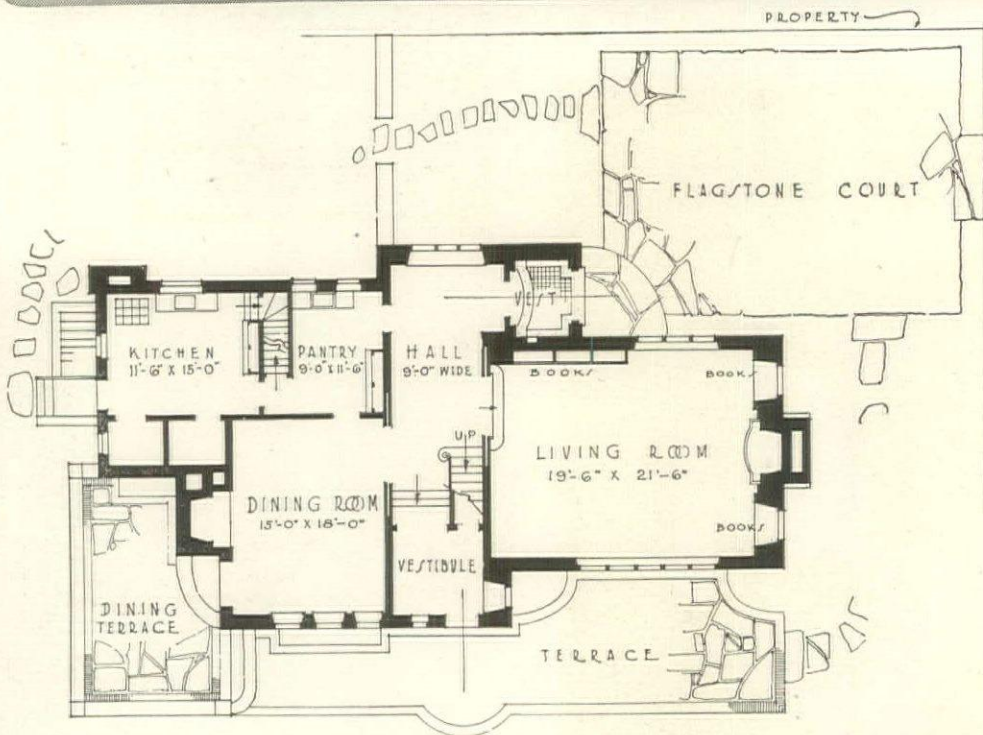 PROPERTY
FLAGSTONE COURT
VEST
KITCHEN
11'-6" X 15'-0"
PANTRY
9'-0" X 11'-6"
HALL
9'-0" WIDE
BOOKS
BOOKS
UP
LIVING ROOM
19'-6" X 21'-6"
DINING ROOM
15'-0" X 18'-0"
BOOKS
VESTIBULE
DINING
TERRACE
TERRACE